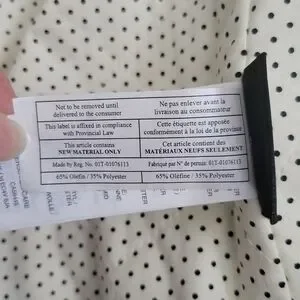 Not to be removed until
delivered to the consumer
Ne pas enlever avant la
livraison au consommateur
This label is affixed in compliance
with Provincial Law
Cette étiquette est apposée
conformément à la loi de la province
This article contains
NEW MATERIAL ONLY
Cet article contient des
MATÉRIAUX NEUFS SEULEMENT
Made by Reg. No. 01T-01076113
Fabriqué par N° de permis: 01T-01076113
65% Oléfine / 35% Polyester
65% Oléfine / 35% Polyester